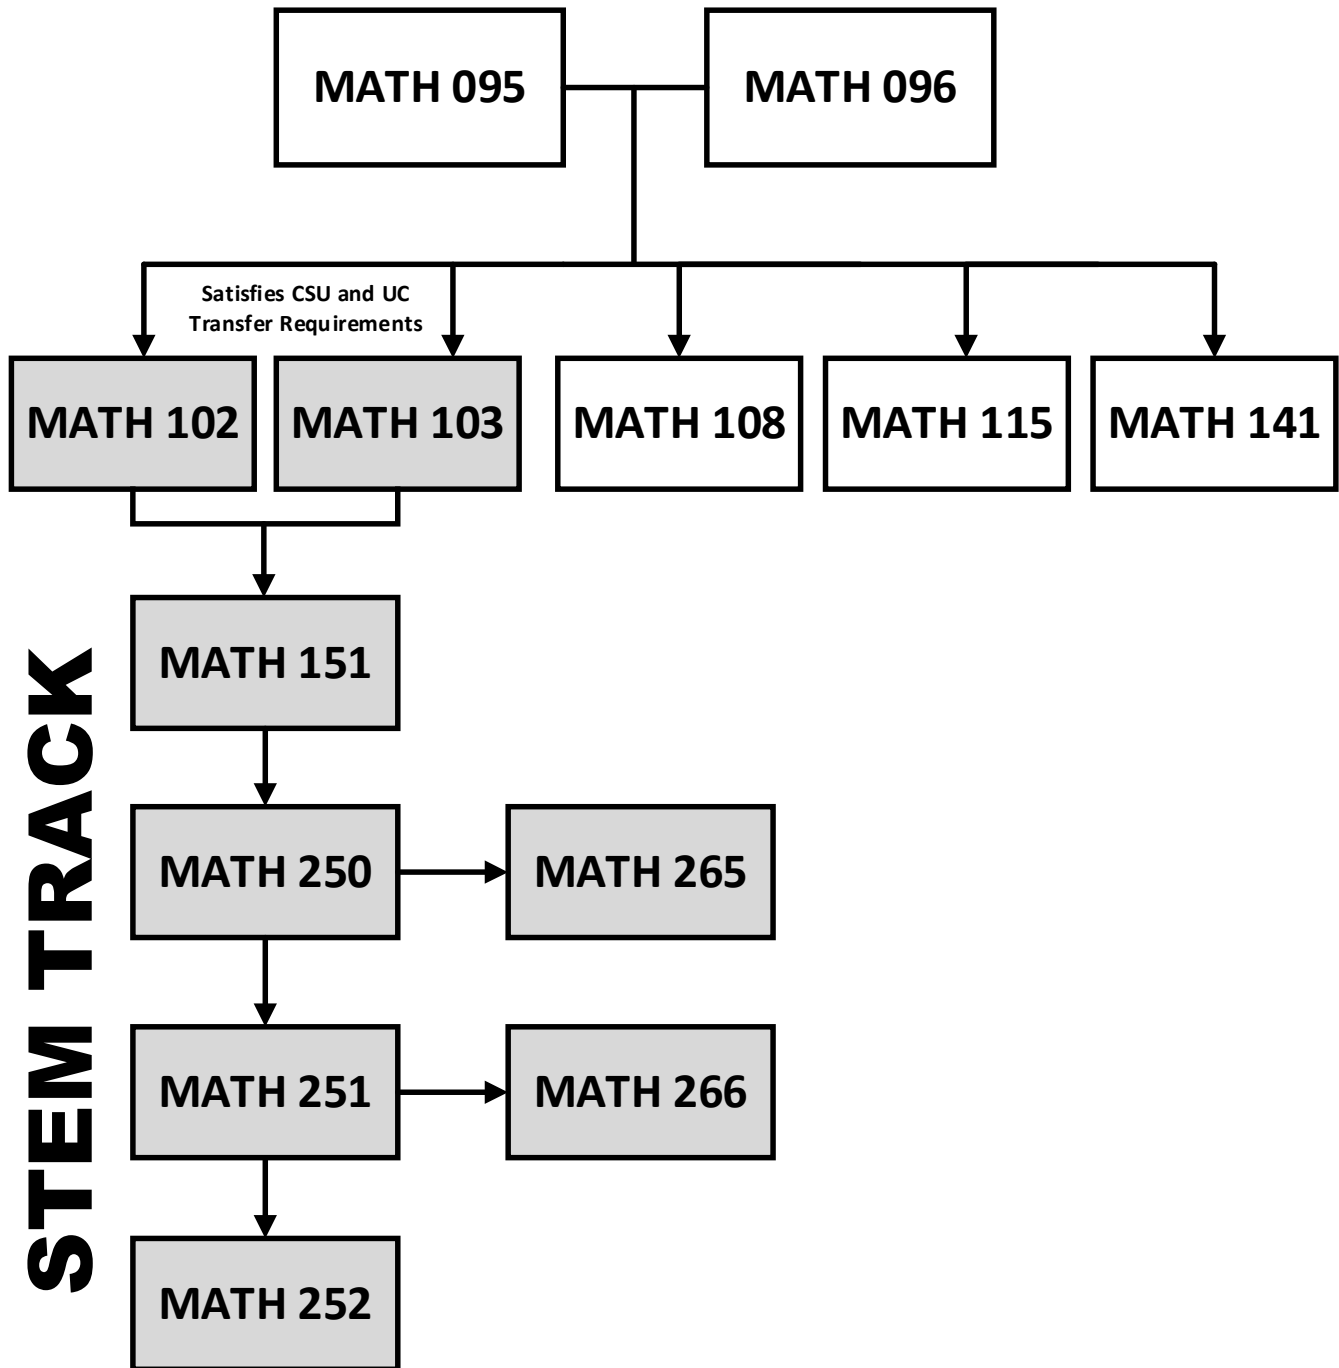 MATH 095
MATH 096
Satisfies CSU and UC
Transfer Requirements
MATH 102
MATH 103
MATH 108
MATH 115
MATH 141
MATH 151
STEM TRACK
MATH 250
MATH 265
MATH 251
MATH 266
MATH 252